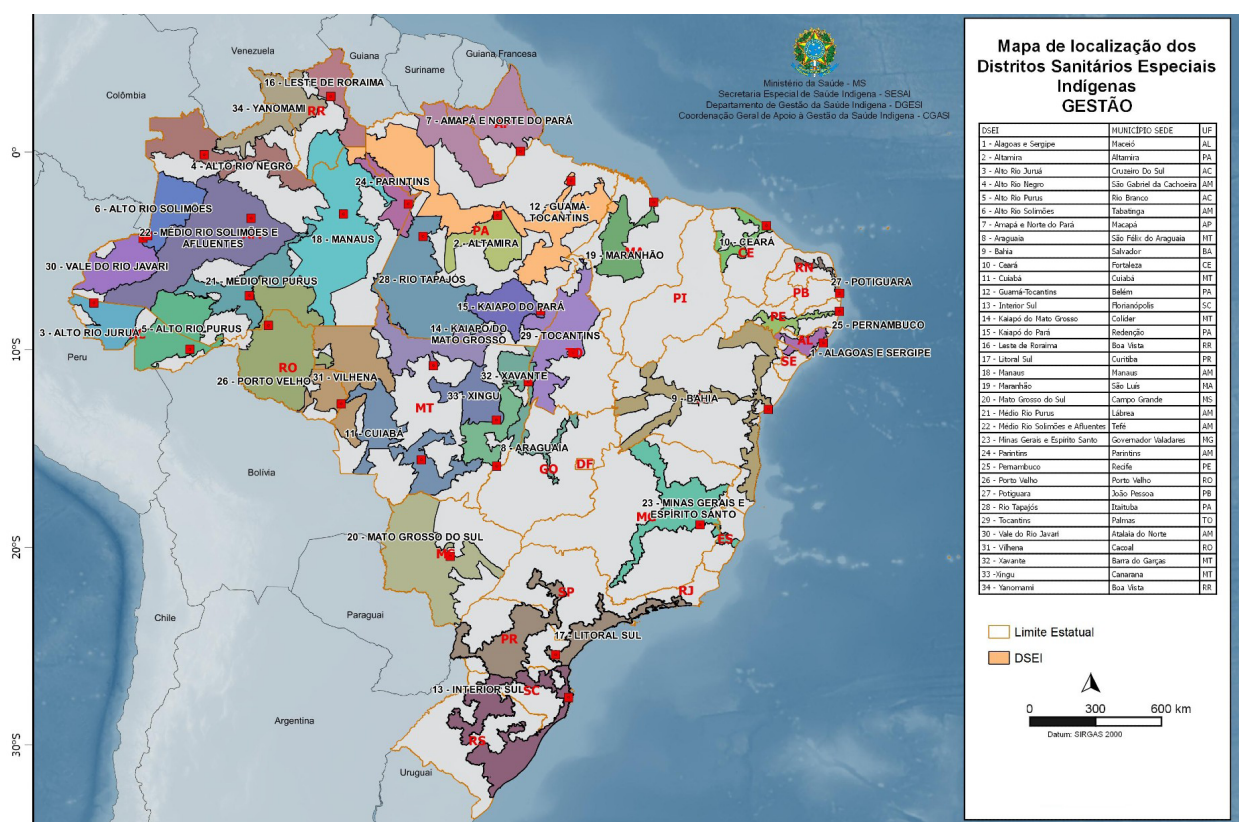 Venezuela
Guiana
Guiana Francesa
Suriname
Colômbia
Ministério da Saúde - MS
Secretaria Especial de Saúde Indígena - SESAI
Departamento de Gestão da Saúde Indígena - DGESI
Coordenação Geral de Apoio à Gestão da Saúde Indígena - CGASI
16 - LESTE DE RORAIMA
34 - YANOMAMI
RR
7 - AMAPÁ E NORTE DO PARÁ
0°
4 - ALTO RIO NEGRO
24 - PARINTINS
6 - ALTO RIO SOLIMÕES
12 - GUAMÁ-
TOCANTINS
22 - MÉDIO RIO SOLIMÕES E
AFLUENTES
PA
18 - MANAUS
2 - ALTAMIRA
10 - CEARÁ
CE
19 - MARANHÃO
MA
30 - VALE DO RIO JAVARI
RN
21 - MÉDIO RIO PURUS
28 - RIO TAPAJÓS
27 - POTIGUARA
PB
PI
15 - KAIAPO DO PARÁ
PE
3 - ALTO RIO JURUÁ
5 - ALTO RIO PURUS
14 - KAIAPO DO
MATO GROSSO
29 - TOCANTINS
25 - PERNAMBUCO
AL
Peru
10°S
TO
1 - ALAGOAS E SERGIPE
SE
RO
26 - PORTO VELHO
31 - VILHENA
32 - XAVANTE
33 - XINGU
MT
9 - BAHIA
11 - CUIABÁ
8 - ARAGUAIA
GO
DF
Bolívia
23 - MINAS GERAIS E
ESPÍRITO SANTO
MG
20°S
20 - MATO GROSSO DO SUL
MS
ES
SP
RJ
Paraguai
Chile
PR
17 - LITORAL SUL
13 - INTERIOR SUL
SC
Argentina
RS
30°S
Uruguai
Mapa de localização dos
Distritos Sanitários Especiais
Indígenas
GESTÃO
DSEI MUNICÍPIO SEDE UF
1 - Alagoas e Sergipe Maceió AL
2 - Altamira Altamira PA
3 - Alto Rio Juruá Cruzeiro Do Sul AC
4 - Alto Rio Negro São Gabriel da Cachoeira AM
5 - Alto Rio Purus Rio Branco AC
6 - Alto Rio Solimões Tabatinga AM
7 - Amapá e Norte do Pará Macapá AP
8 - Araguaia São Félix do Araguaia MT
9 - Bahia Salvador BA
10 - Ceará Fortaleza CE
11 - Cuiabá Cuiabá MT
12 - Guamá-Tocantins Belém PA
13 - Interior Sul Florianópolis SC
14 - Kaiapó do Mato Grosso Colider MT
15 - Kaiapó do Pará Redenção PA
16 - Leste de Roraima Boa Vista RR
17 - Litoral Sul Curitiba PR
18 - Manaus Manaus AM
19 - Maranhão São Luís MA
20 - Mato Grosso do Sul Campo Grande MS
21 - Médio Rio Purus Lábrea AM
22 - Médio Rio Solimões e Afluentes Tefé AM
23 - Minas Gerais e Espírito Santo Governador Valadares MG
24 - Parintins Parintins AM
25 - Pernambuco Recife PE
26 - Porto Velho Porto Velho RO
27 - Potiguara João Pessoa PB
28 - Rio Tapajós Itaituba PA
29 - Tocantins Palmas TO
30 - Vale do Rio Javari Atalaia do Norte AM
31 - Vilhena Cacoal RO
32 - Xavante Barra do Garças MT
33 -Xingu Canarana MT
34 - Yanomami Boa Vista RR
Limite Estatual
DSEI
0 300 600 km
Datum: SIRGAS 2000